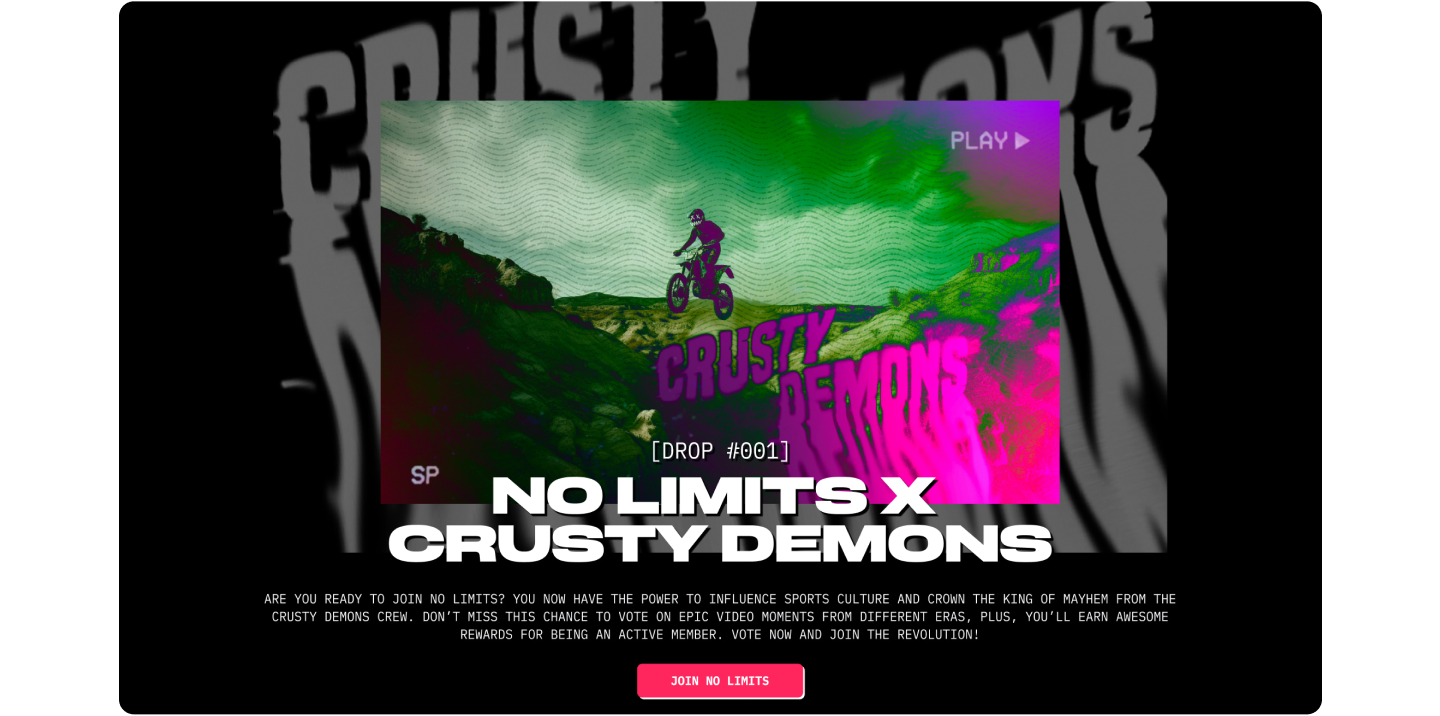 CRUSTY
DEMONS
PLAY
CRUSTY
DEMONS
[DROP #001]
SP
NO LIMITS X
CRUSTY DEMONS
ARE YOU READY TO JOIN NO LIMITS? YOU NOW HAVE THE POWER TO INFLUENCE SPORTS CULTURE AND CROWN THE KING OF MAYHEM FROM THE
CRUSTY DEMONS CREW. DON’T MISS THIS CHANCE TO VOTE ON EPIC VIDEO MOMENTS FROM DIFFERENT ERAS, PLUS, YOU’LL EARN AWESOME
REWARDS FOR BEING AN ACTIVE MEMBER. VOTE NOW AND JOIN THE REVOLUTION!
JOIN NO LIMITS